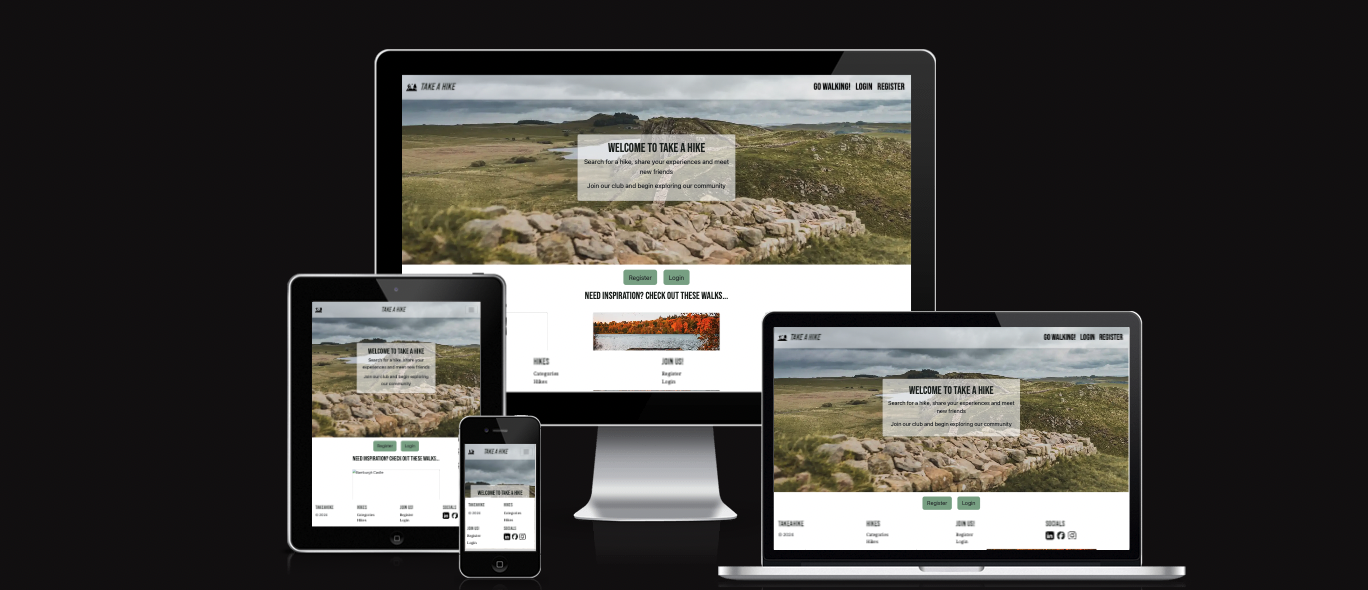 TAKE A HIKE
GO WALKING! LOGIN REGISTER
WELCOME TO TAKE A HIKE
Search for a hike, share your experiences and meet
new friends
Join our club and begin exploring our community
Register Login
NEED INSPIRATION? CHECK OUT THESE WALKS...
HIKES JOIN US!
Categories Register
Hikes Login
TAKE A HIKE
WELCOME TO TAKE A HIKE
Search for a hike, share your
experiences and meet new friends
Join our club and begin exploring
our community
Register Login
NEED INSPIRATION? CHECK OUT THESE WALKS...
Bamburgh Castle
TAKEAHIKE HIKES JOIN US! SOCIALS
© 2024 Categories Register
Hikes Login
TAKE A HIKE
WELCOME TO TAKE A HIKE
TAKEAHIKE HIKES
© 2024 Categories
Hikes
JOIN US! SOCIALS
Register
Login
TAKE A HIKE
GO WALKING! LOGIN REGISTER
WELCOME TO TAKE A HIKE
Search for a hike, share your experiences and meet
new friends
Join our club and begin exploring our community
Register Login
TAKEAHIKE HIKES JOIN US! SOCIALS
© 2024 Categories Register
Hikes Login